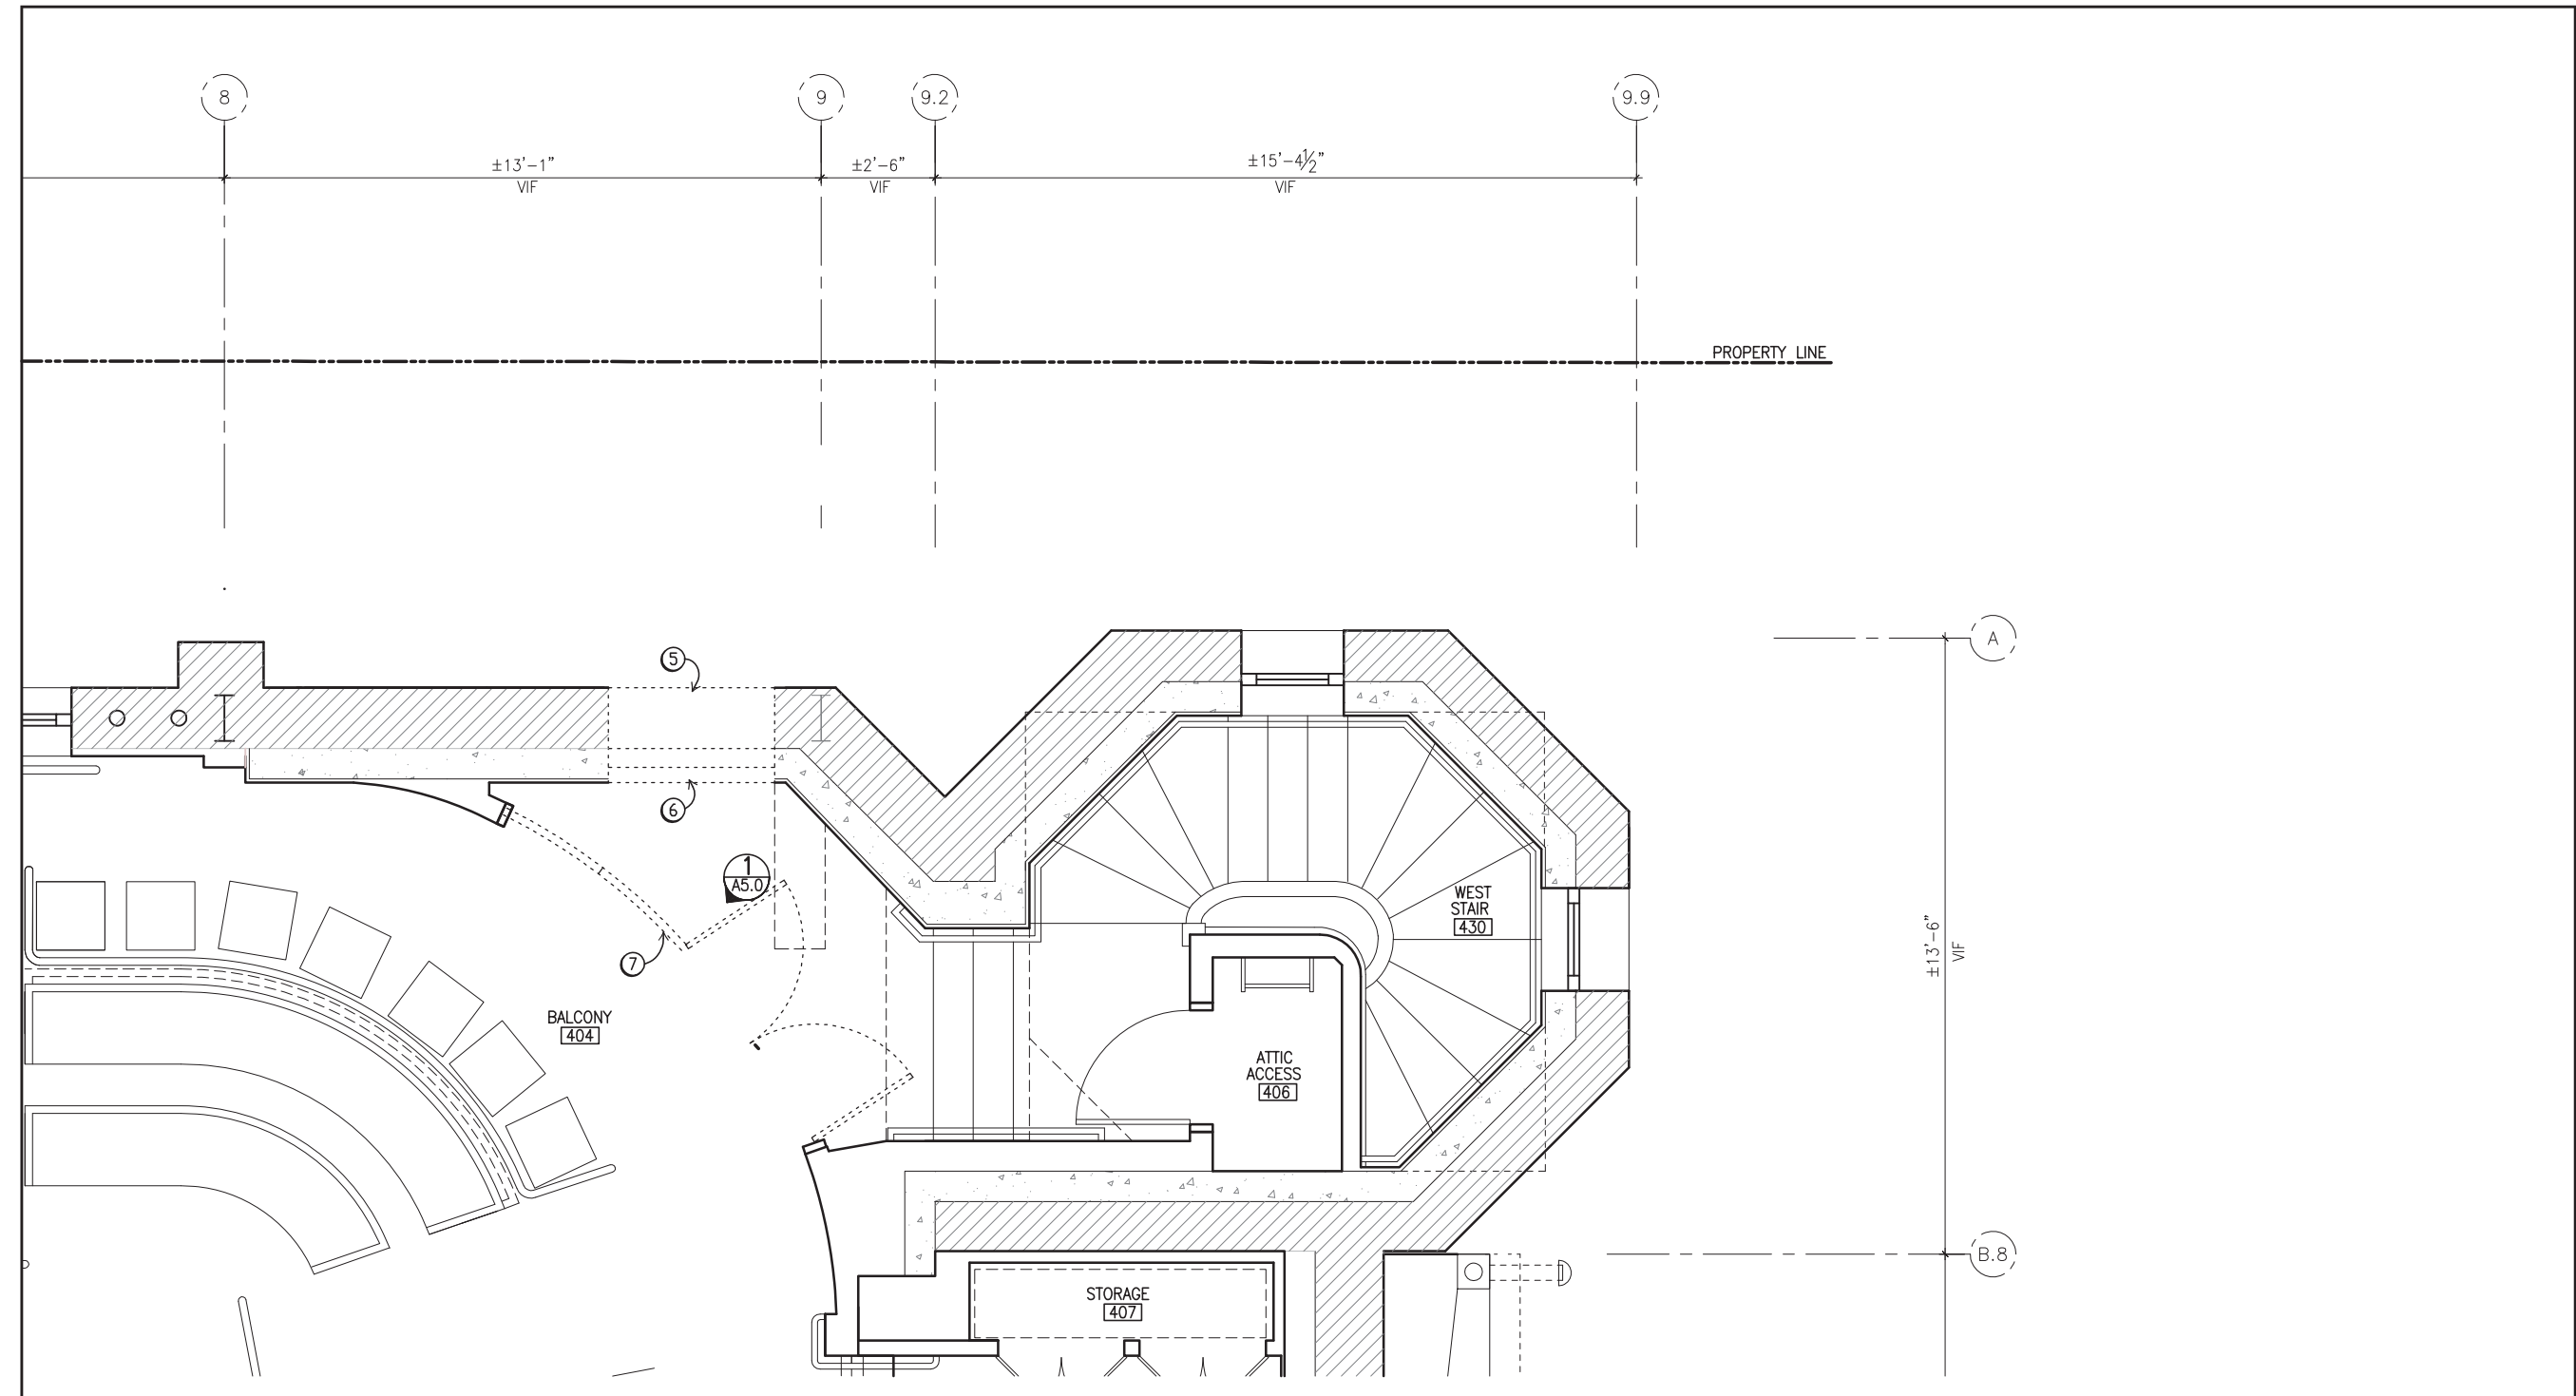 8
9
9.2
9.9
±13'-1"
VIF
±2'-6"
VIF
±15'-4½"
VIF
PROPERTY LINE
A
5
6
1
A5.0
7
WEST
STAIR
430
±13'-6"
VIF
BALCONY
404
ATTIC
ACCESS
406
B.8
STORAGE
407